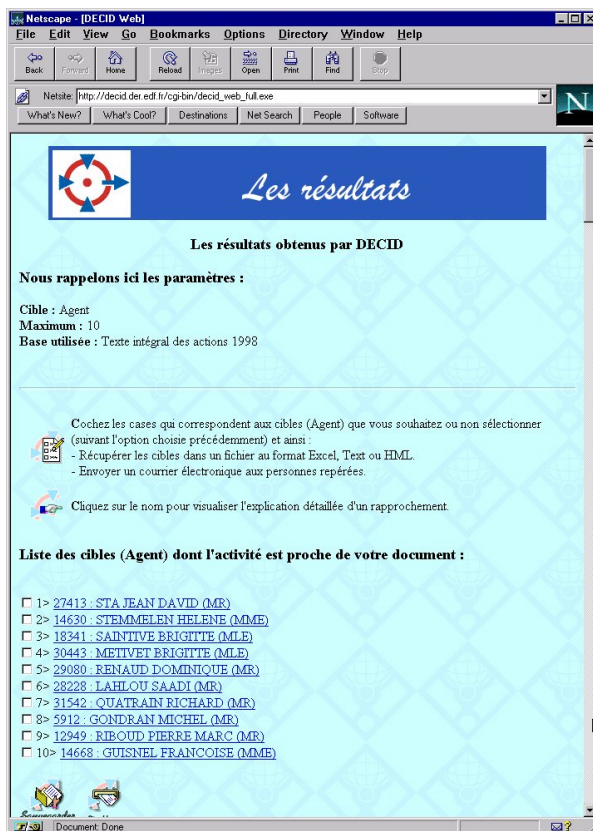 Netscape - [DECID Web]
File Edit View Go Bookmarks Options Directory Window Help
Back Forward Home Reload Images Open Print Find Stop
Netsite: http://decid.der.edf.fr/cgi-bin/decid_web_full.exe
What's New? What's Cool? Destinations Net Search People Software
N
Les résultats
Les résultats obtenus par DECID
Nous rappelons ici les paramètres :
Cible : Agent
Maximum : 10
Base utilisée : Texte intégral des actions 1998
Cochez les cases qui correspondent aux cibles (Agent) que vous souhaitez ou non sélectionner
(suivant l'option choisie précédemment) et ainsi :
- Récupérer les cibles dans un fichier au format Excel, Text ou HTML.
- Envoyer un courrier électronique aux personnes repérées.
Cliquez sur le nom pour visualiser l'explication détaillée d'un rapprochement.
Liste des cibles (Agent) dont l'activité est proche de votre document :
1> 27413 : STA JEAN DAVID (MR)
2> 14630 : STEMMELEN HELENE (MME)
3> 18341 : SAINTIVE BRIGITTE (MLE)
4> 30443 : METIVET BRIGITTE (MLE)
5> 29080 : RENAUD DOMINIQUE (MR)
6> 28228 : LAHLOU SAADI (MR)
7> 31542 : QUATRAIN RICHARD (MR)
8> 5912 : GONDRAN MICHEL (MR)
9> 12949 : RIBOUD PIERRE MARC (MR)
10> 14668 : GUISNEL FRANCOISE (MME)
Sauvegarder
Document: Done